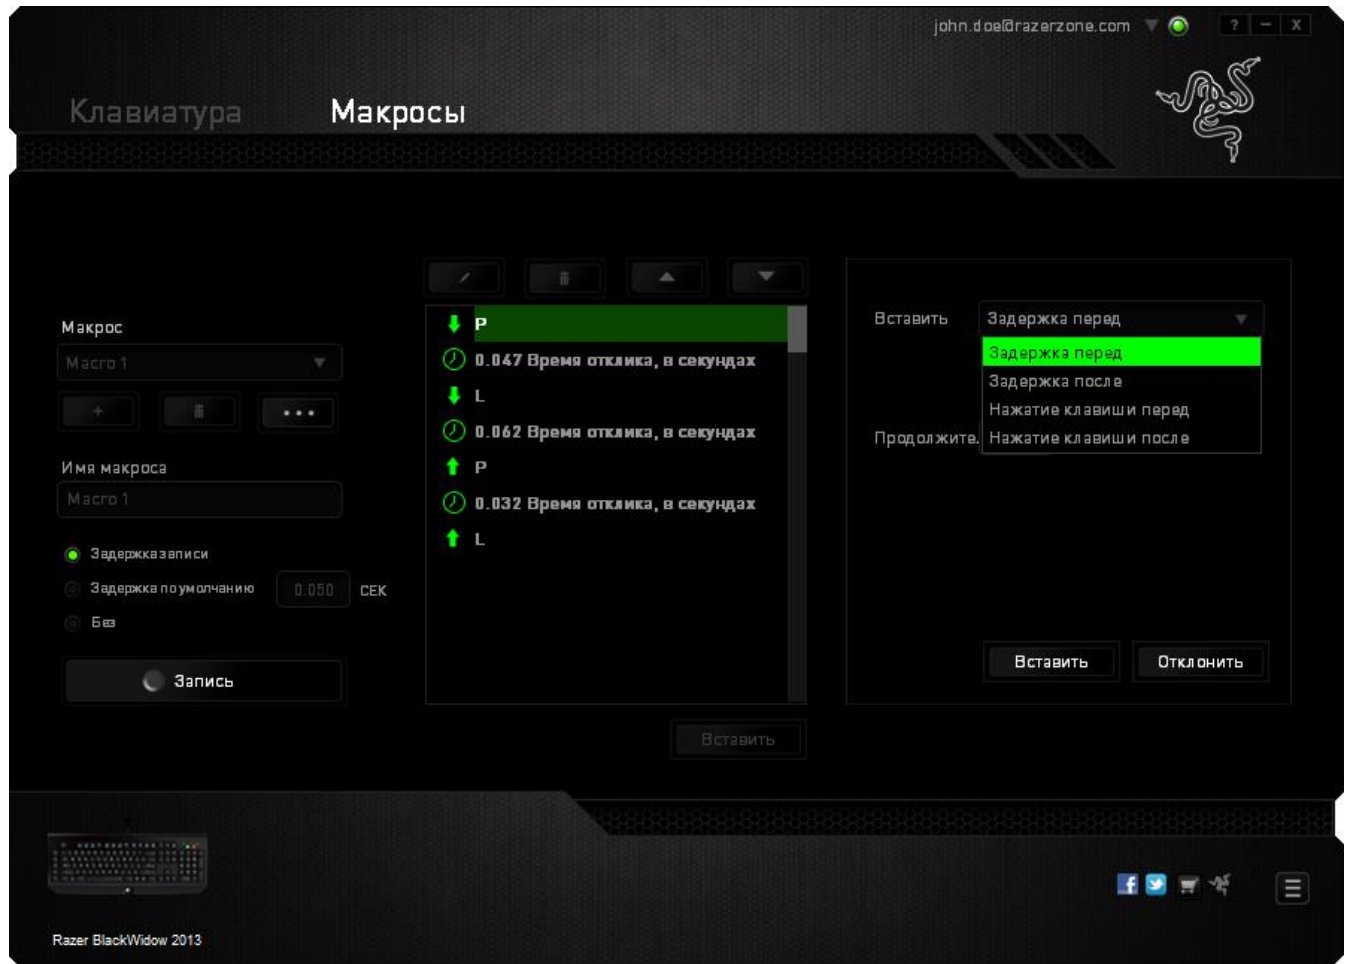 john.doe@razerzone.com
? – X
Клавиатура Макросы
Макрос
Macro 1
Имя макроса
Macro 1
Задержка записи
Задержка по умолчанию 0.050 СЕК
Без
Запись
P
0.047 Время отклика, в секундах
L
0.062 Время отклика, в секундах
P
0.032 Время отклика, в секундах
L
Вставить
Вставить Задержка перед
Задержка перед
Задержка после
Нажатие клавиши перед
Нажатие клавиши после
Продолжите
Вставить Отклонить
Razer BlackWidow 2013